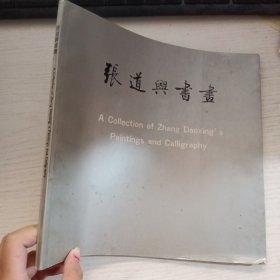 張道興書畫
A Collection of Zhang Daoxing's
Paintings and Calligraphy